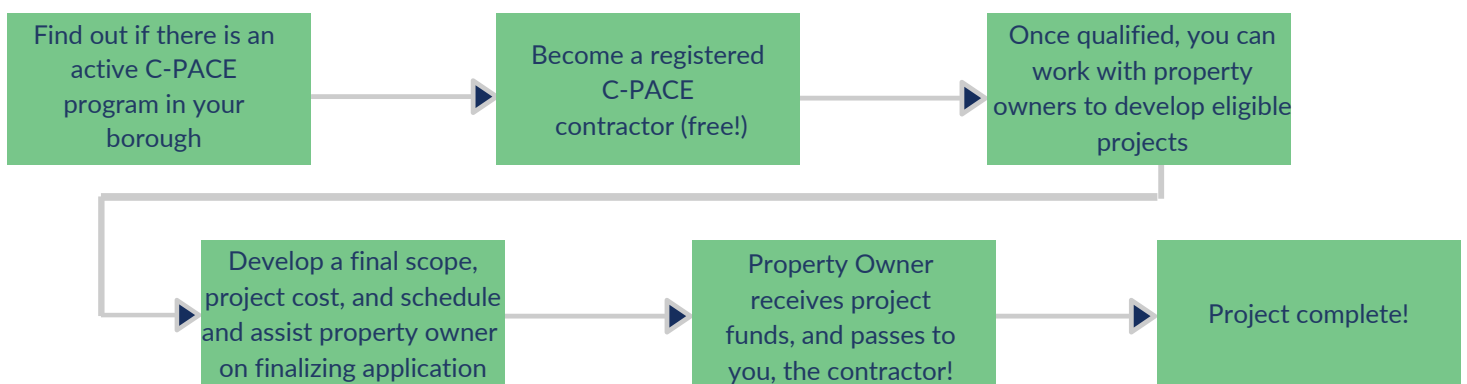 Find out if there is an
active C-PACE
program in your
borough
Become a registered
C-PACE
contractor (free!)
Once qualified, you can
work with property
owners to develop eligible
projects
Develop a final scope,
project cost, and schedule
and assist property owner
on finalizing application
Property Owner
receives project
funds, and passes to
you, the contractor!
Project complete!